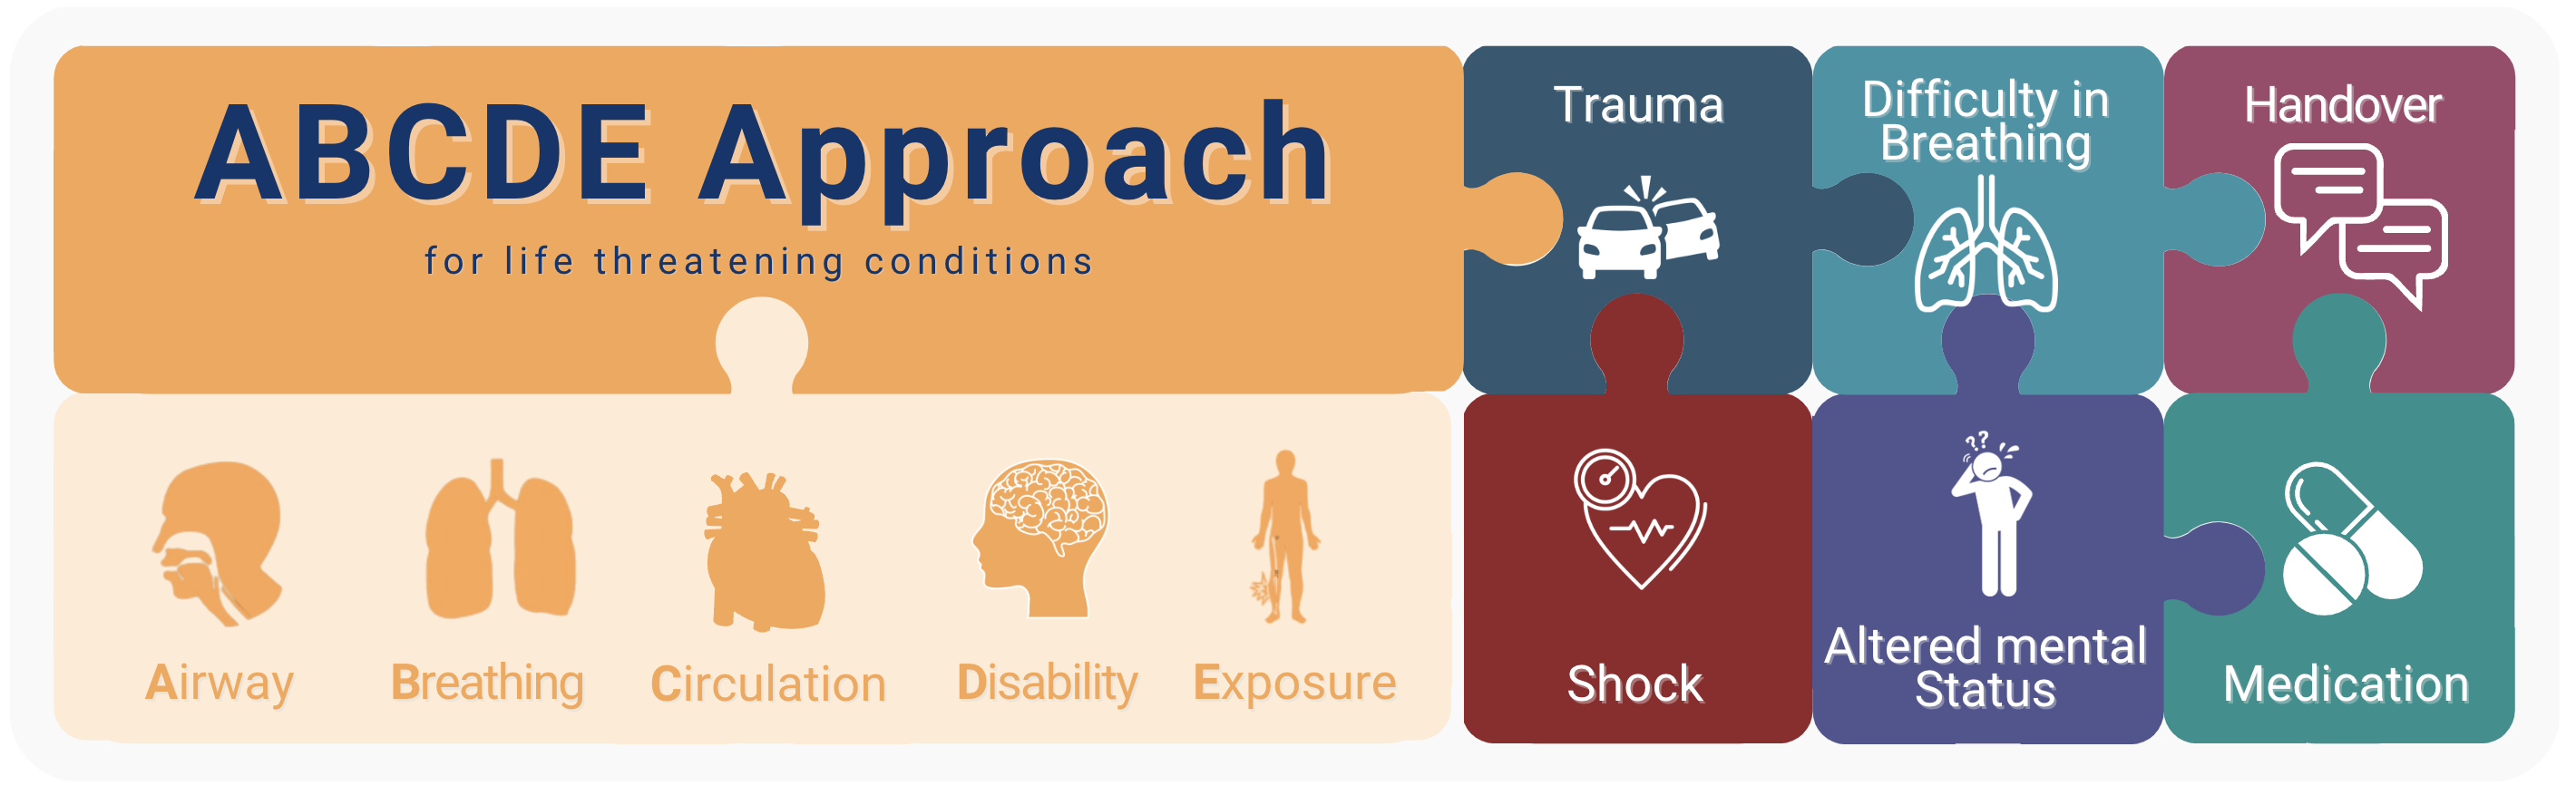 ABCDE Approach
for life threatening conditions
Airway
Breathing
Circulation
Disability
Exposure
Trauma
Difficulty in
Breathing
Handover
??
Shock
Altered mental
Status
Medication